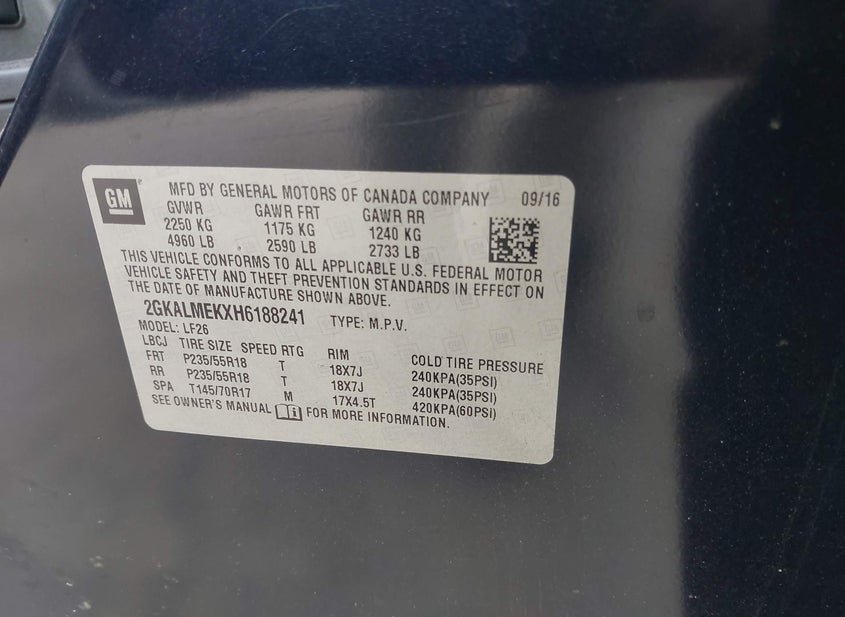 GM
MFD BY GENERAL MOTORS OF CANADA COMPANY 09/16
GVWR GAWR FRT GAWR RR
2250 KG 1175 KG 1240 KG
4960 LB 2590 LB 2733 LB
THIS VEHICLE CONFORMS TO ALL APPLICABLE U.S. FEDERAL MOTOR
VEHICLE SAFETY AND THEFT PREVENTION STANDARDS IN EFFECT ON
THE DATE OF MANUFACTURE SHOWN ABOVE.
2GKALMEKXH6188241 TYPE: M.P.V.
MODEL: LF26
LBCJ TIRE SIZE SPEED RTG RIM COLD TIRE PRESSURE
FRT P235/55R18 T 18X7J 240KPA(35PSI)
RR P235/55R18 T 18X7J 240KPA(35PSI)
SPA T145/70R17 M 17X4.5T 420KPA(60PSI)
SEE OWNER'S MANUAL FOR MORE INFORMATION.